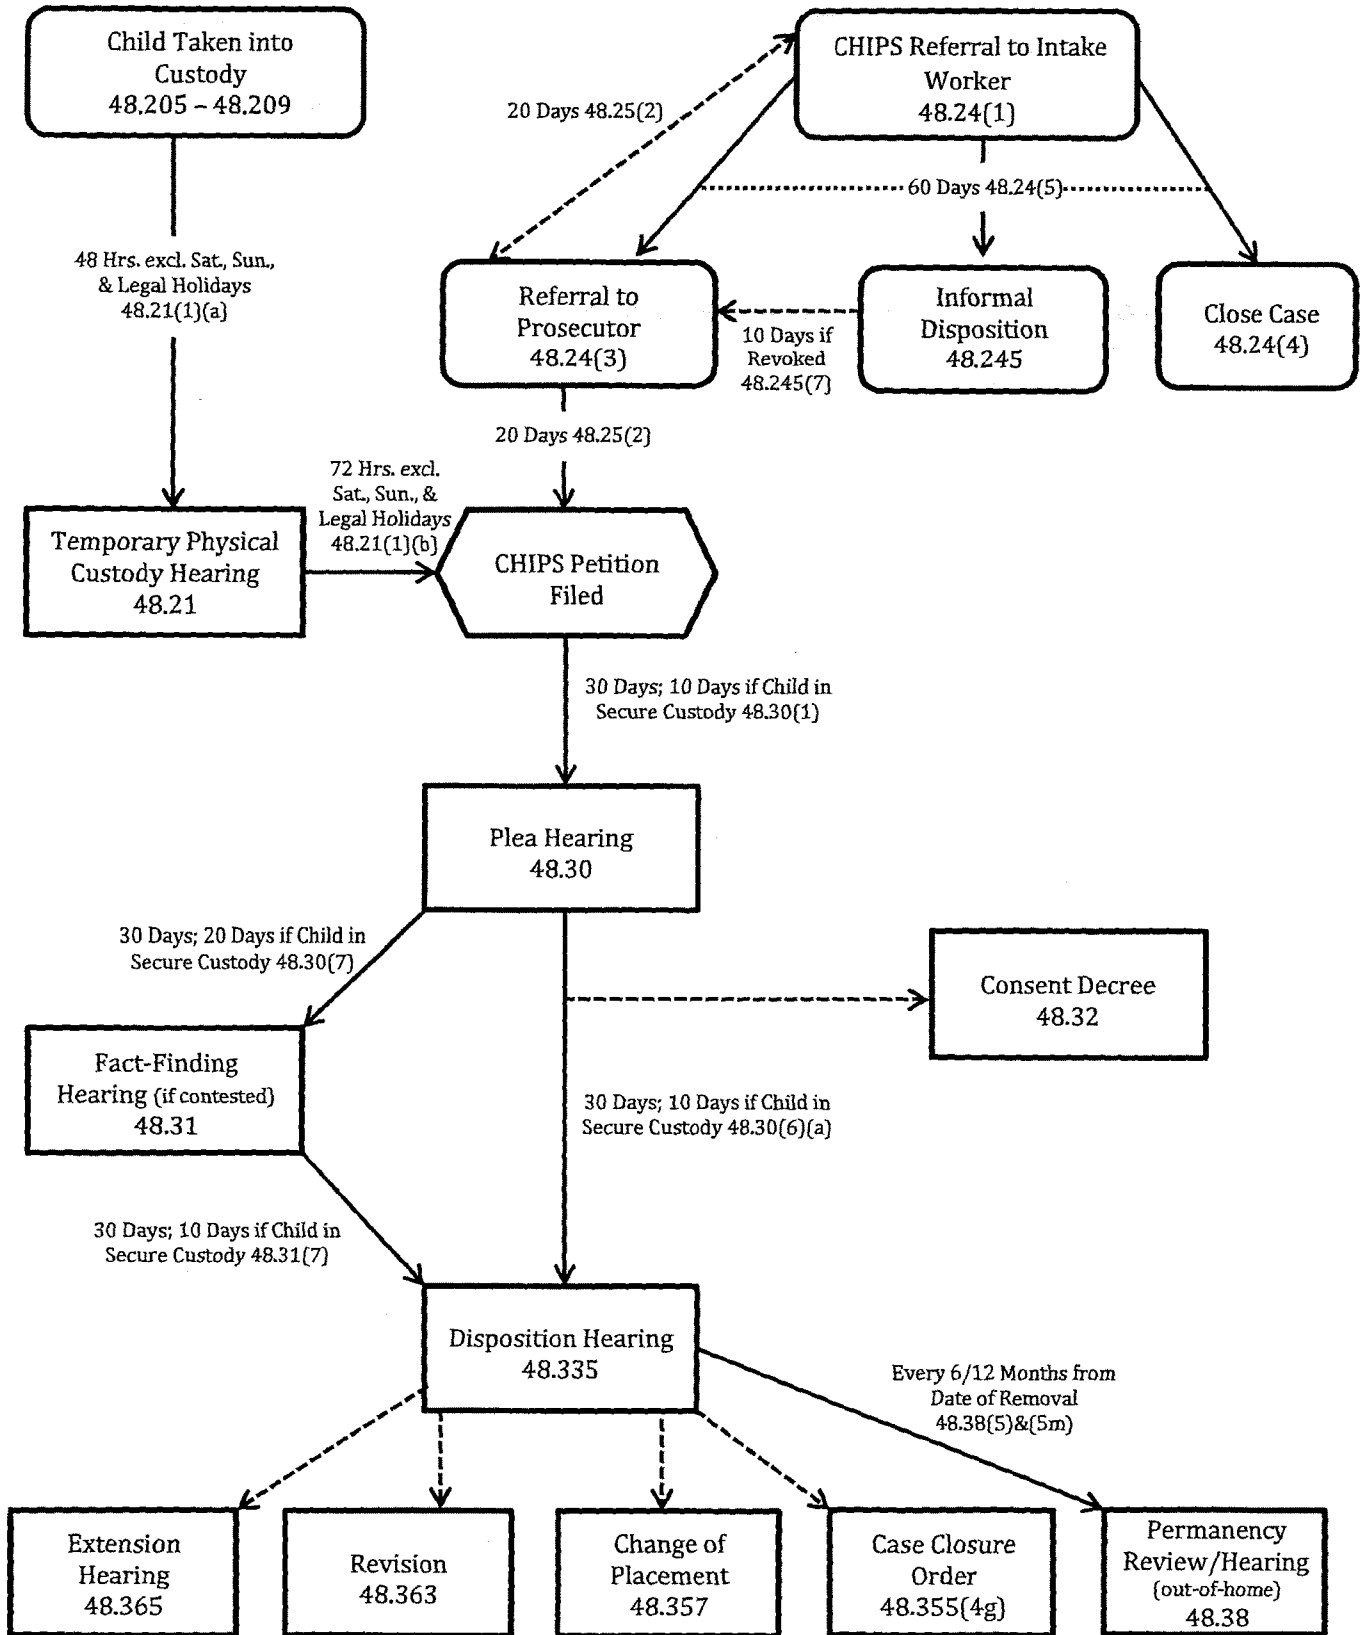 Child Taken into
Custody
48.205 – 48.209
CHIPS Referral to Intake
Worker
48.24(1)
20 Days 48.25(2)
60 Days 48.24(5)
48 Hrs. excl. Sat., Sun.,
& Legal Holidays
48.21(1)(a)
Referral to
Prosecutor
48.24(3)
10 Days if
Revoked
48.245(7)
Informal
Disposition
48.245
Close Case
48.24(4)
20 Days 48.25(2)
72 Hrs. excl.
Sat., Sun., &
Legal Holidays
48.21(1)(b)
Temporary Physical
Custody Hearing
48.21
CHIPS Petition
Filed
30 Days; 10 Days if Child in
Secure Custody 48.30(1)
Plea Hearing
48.30
30 Days; 20 Days if Child in
Secure Custody 48.30(7)
Consent Decree
48.32
Fact-Finding
Hearing (if contested)
48.31
30 Days; 10 Days if Child in
Secure Custody 48.30(6)(a)
30 Days; 10 Days if Child in
Secure Custody 48.31(7)
Disposition Hearing
48.335
Every 6/12 Months from
Date of Removal
48.38(5)&(5m)
Extension
Hearing
48.365
Revision
48.363
Change of
Placement
48.357
Case Closure
Order
48.355(4g)
Permanency
Review/Hearing
(out-of-home)
48.38